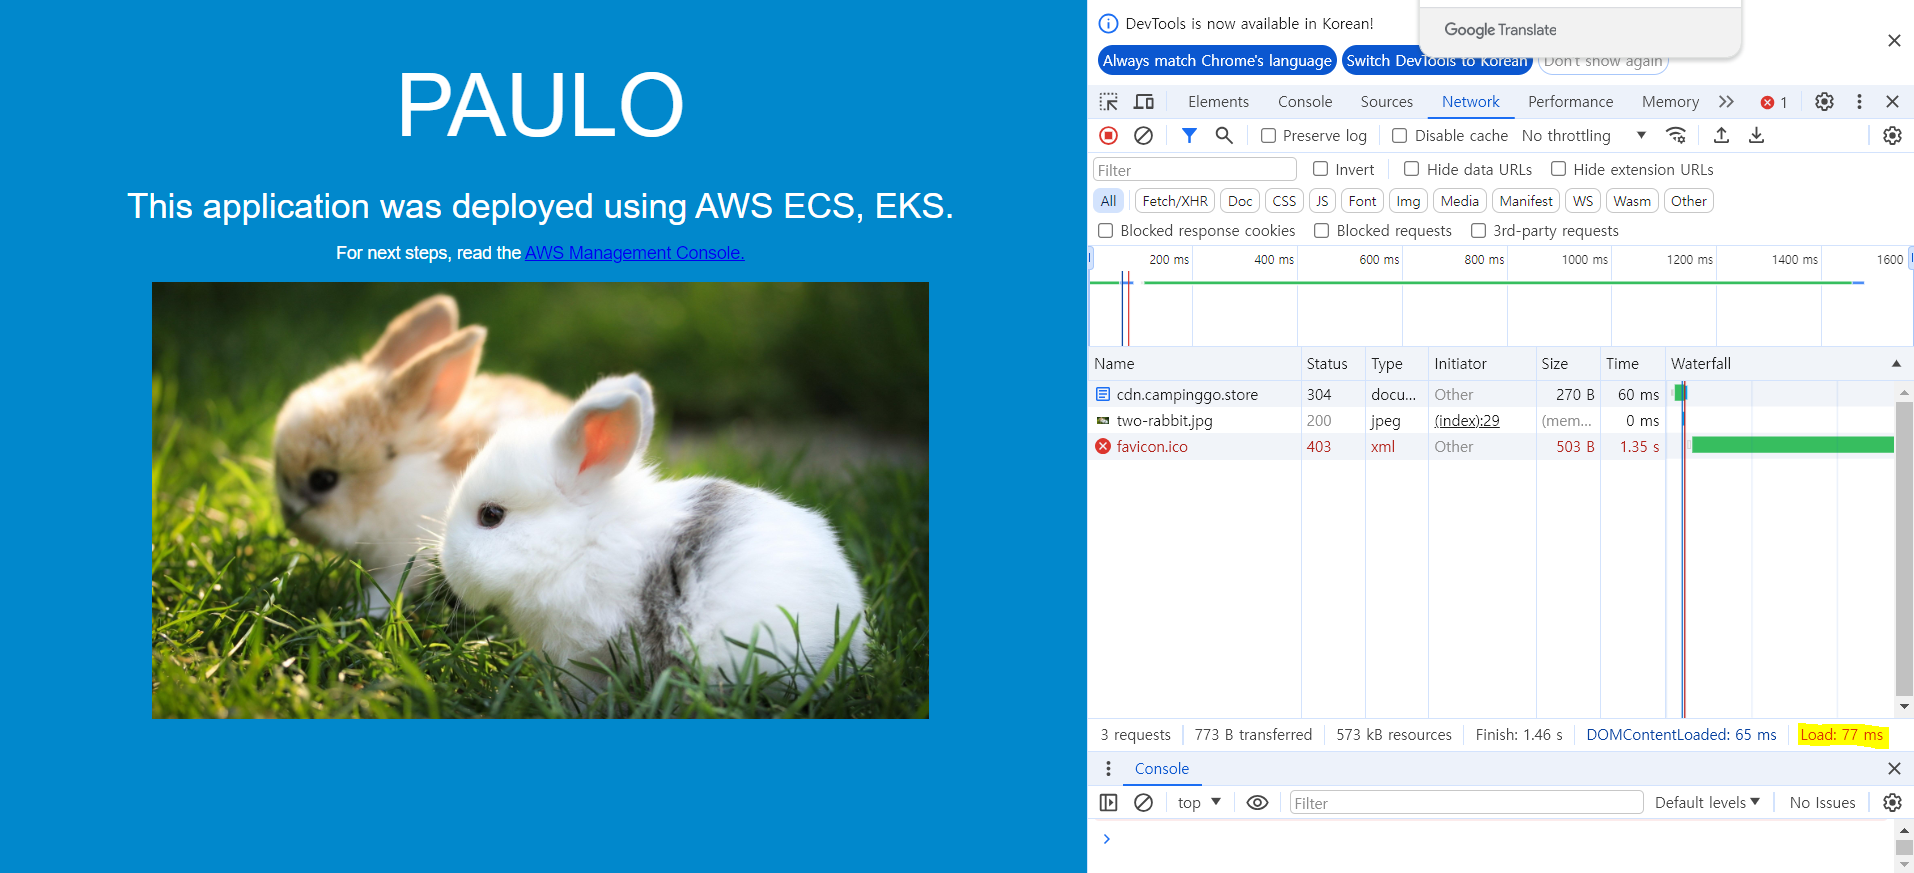 PAULO
This application was deployed using AWS ECS, EKS.
For next steps, read the AWS Management Console.
DevTools is now available in Korean!
Google Translate
Always match Chrome's language
Switch DevTools to Korean
Don't show again
Elements Console Sources Network Performance Memory 1
Preserve log Disable cache No throttling
Filter Invert Hide data URLs Hide extension URLs
All Fetch/XHR Doc CSS JS Font Img Media Manifest WS Wasm Other
Blocked response cookies Blocked requests 3rd-party requests
200 ms 400 ms 600 ms 800 ms 1000 ms 1200 ms 1400 ms 1600
Name Status Type Initiator Size Time Waterfall
cdn.campinggo.store 304 docu... Other 270 B 60 ms
two-rabbit.jpg 200 jpeg (index):29 (mem... 0 ms
favicon.ico 403 xml Other 503 B 1.35 s
3 requests 773 B transferred 573 kB resources Finish: 1.46 s DOMContentLoaded: 65 ms Load: 77 ms
Console
top Filter Default levels No Issues